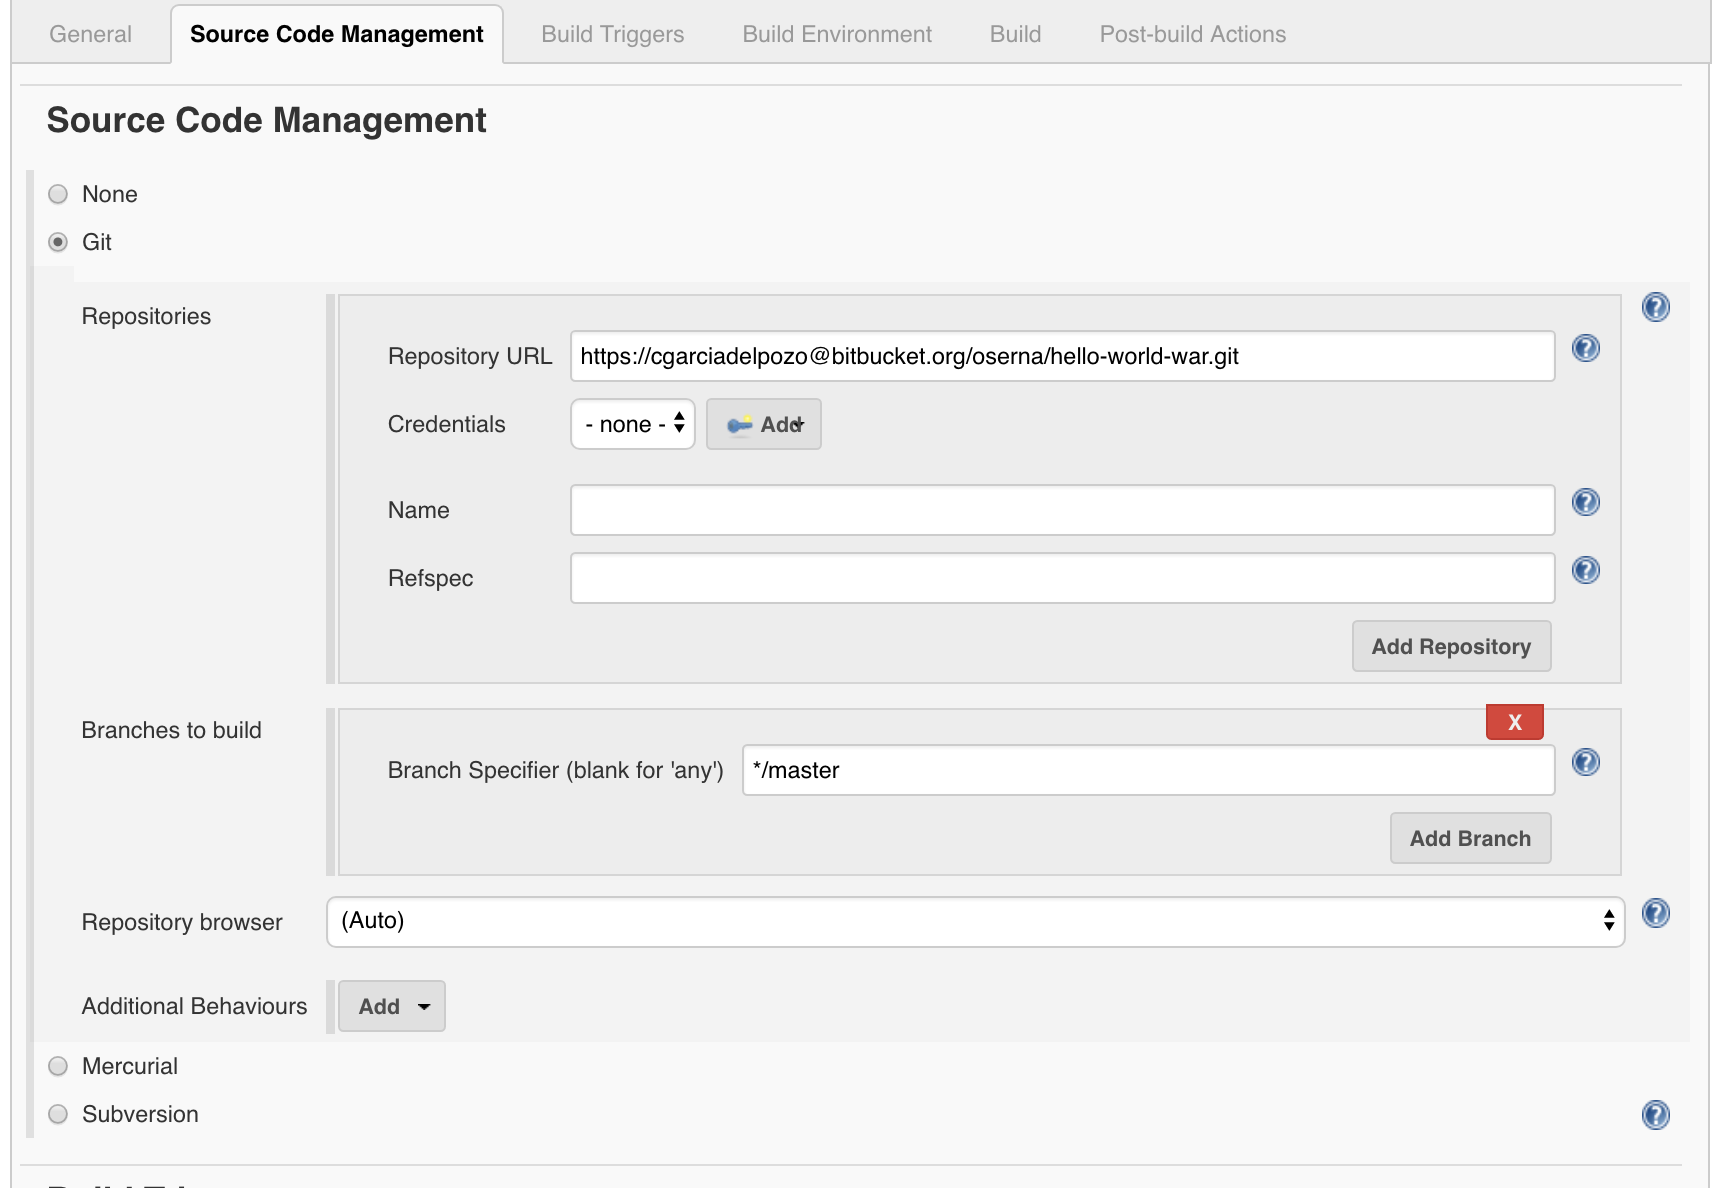 General Source Code Management Build Triggers Build Environment Build Post-build Actions
Source Code Management
None
Git
Repositories
Repository URL https://cgarciadelpozo@bitbucket.org/oserna/hello-world-war.git
Credentials - none - Add
Name
Refspec
Add Repository
Branches to build
X
Branch Specifier (blank for 'any') */master
Add Branch
Repository browser (Auto)
Additional Behaviours Add
Mercurial
Subversion